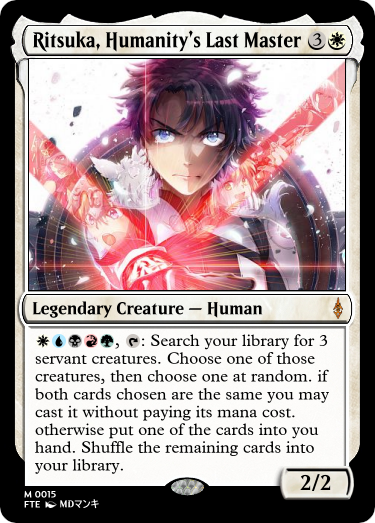 Ritsuka, Humanity's Last Master 3
Legendary Creature — Human
, : Search your library for 3
servant creatures. Choose one of those
creatures, then choose one at random. if
both cards chosen are the same you may
cast it without paying its mana cost.
otherwise put one of the cards into you
hand. Shuffle the remaining cards into
your library.
2/2
M 0015
FTE MDマンキ